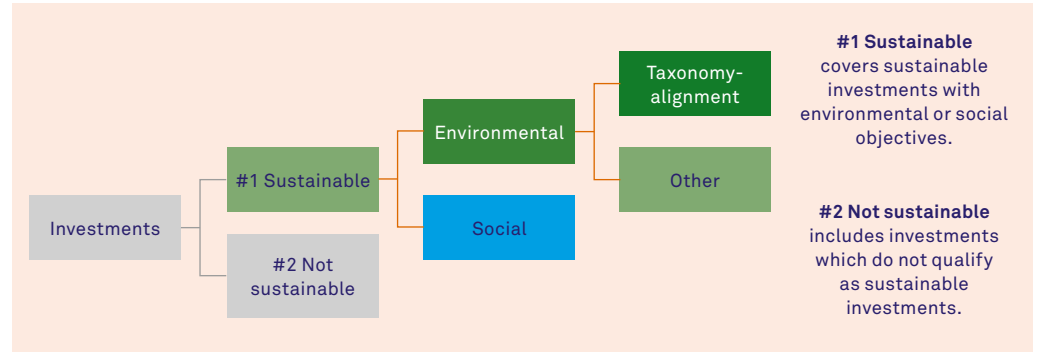 Investments
#1 Sustainable
#2 Not
sustainable
Environmental
Social
Taxonomy-
alignment
Other
#1 Sustainable
covers sustainable
investments with
environmental or social
objectives.
#2 Not sustainable
includes investments
which do not qualify
as sustainable
investments.